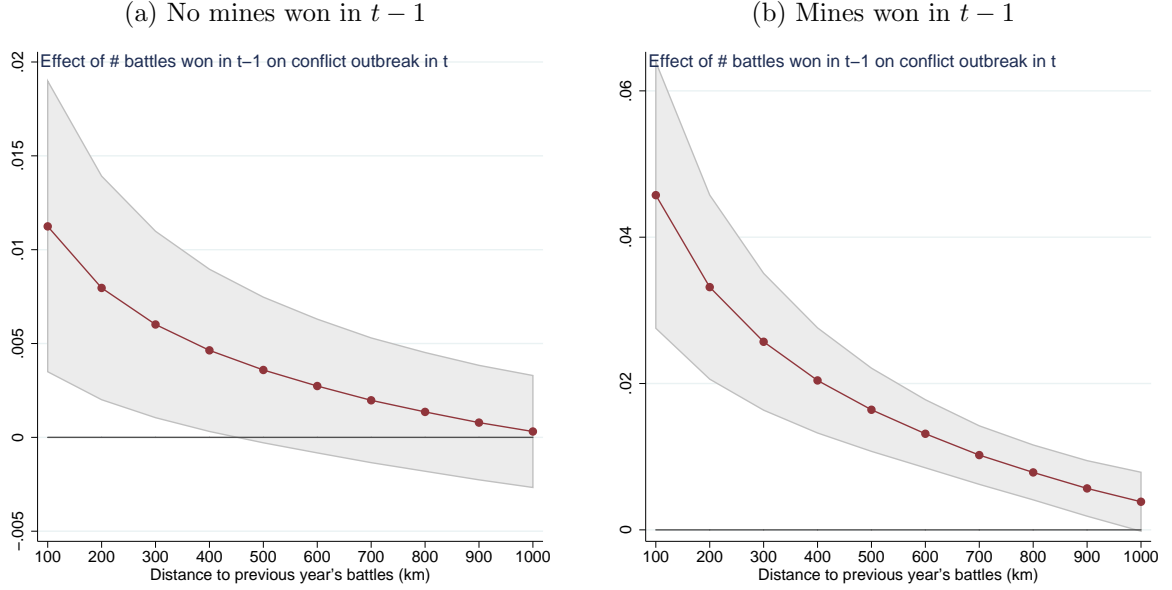 (a) No mines won in t − 1
Effect of # battles won in t−1 on conflict outbreak in t
.02
.015
.01
.005
0
−.005
100 200 300 400 500 600 700 800 900 1000
Distance to previous year's battles (km)
(b) Mines won in t − 1
Effect of # battles won in t−1 on conflict outbreak in t
.06
.04
.02
0
100 200 300 400 500 600 700 800 900 1000
Distance to previous year's battles (km)